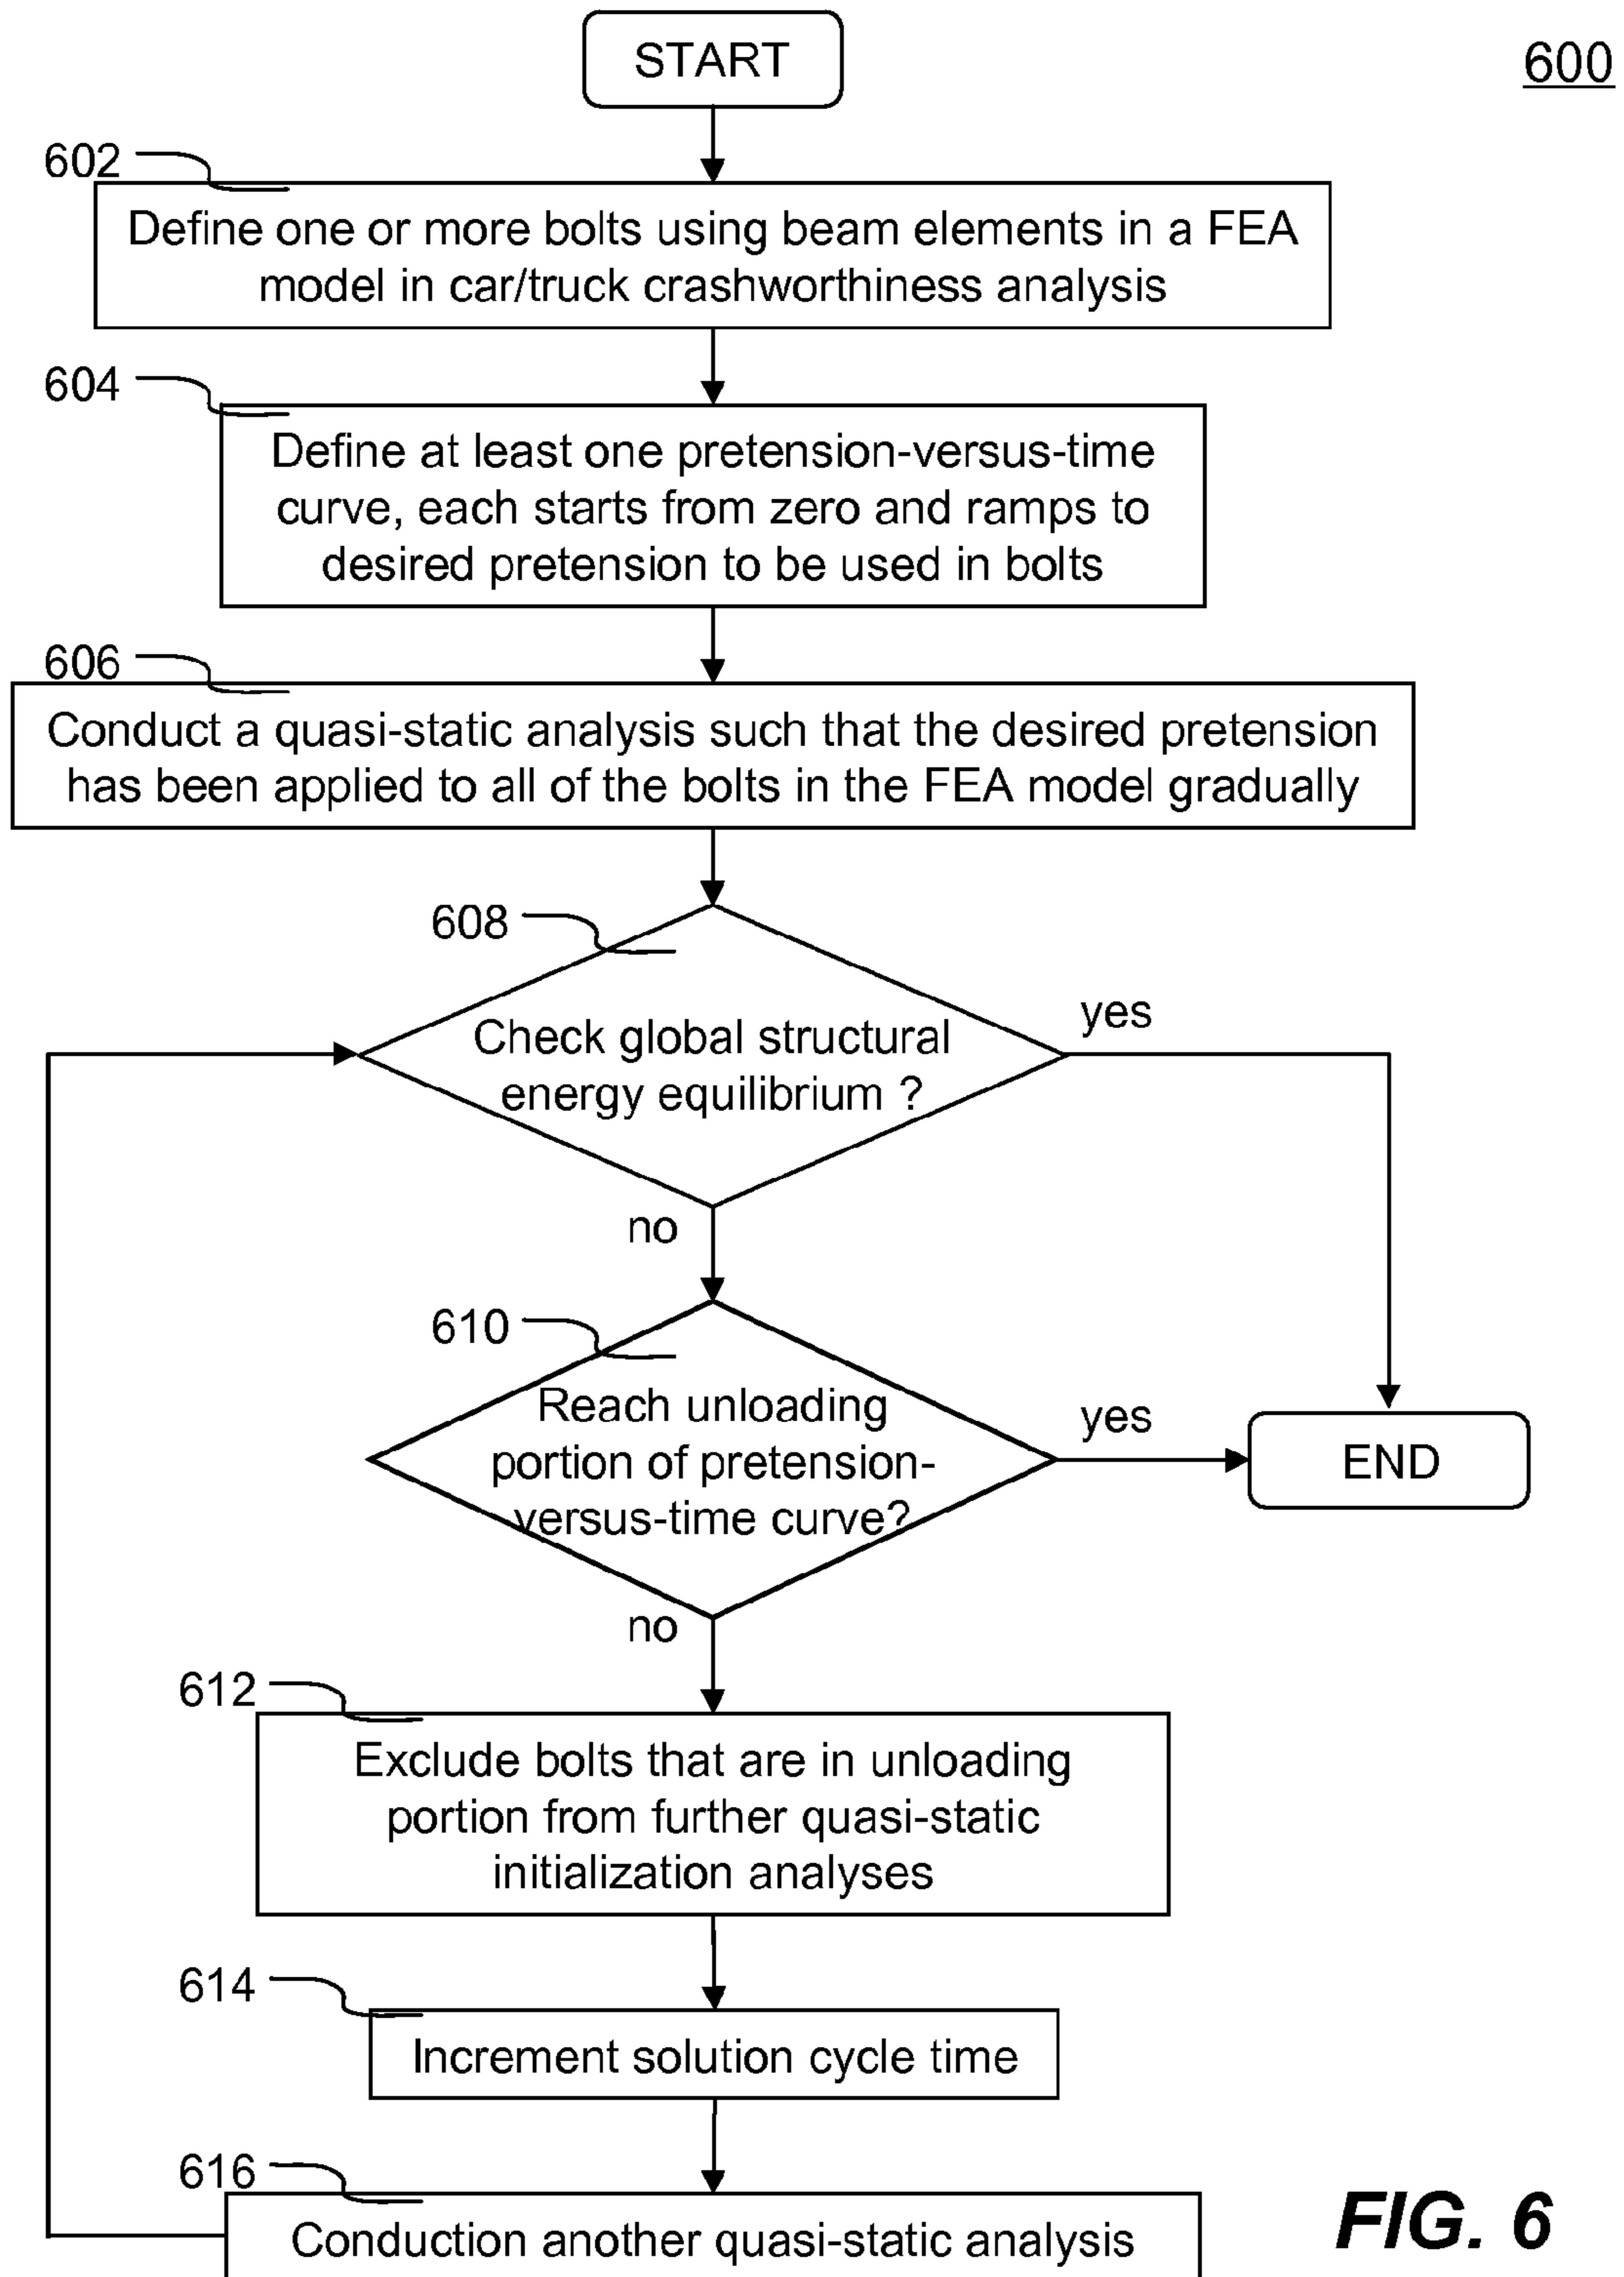 START
600
602
Define one or more bolts using beam elements in a FEA
model in car/truck crashworthiness analysis
604
Define at least one pretension-versus-time
curve, each starts from zero and ramps to
desired pretension to be used in bolts
606
Conduct a quasi-static analysis such that the desired pretension
has been applied to all of the bolts in the FEA model gradually
608
Check global structural
energy equilibrium ?
yes
no
610
Reach unloading
portion of pretension-
versus-time curve?
yes
END
no
612
Exclude bolts that are in unloading
portion from further quasi-static
initialization analyses
614
Increment solution cycle time
616
Conduction another quasi-static analysis
FIG. 6